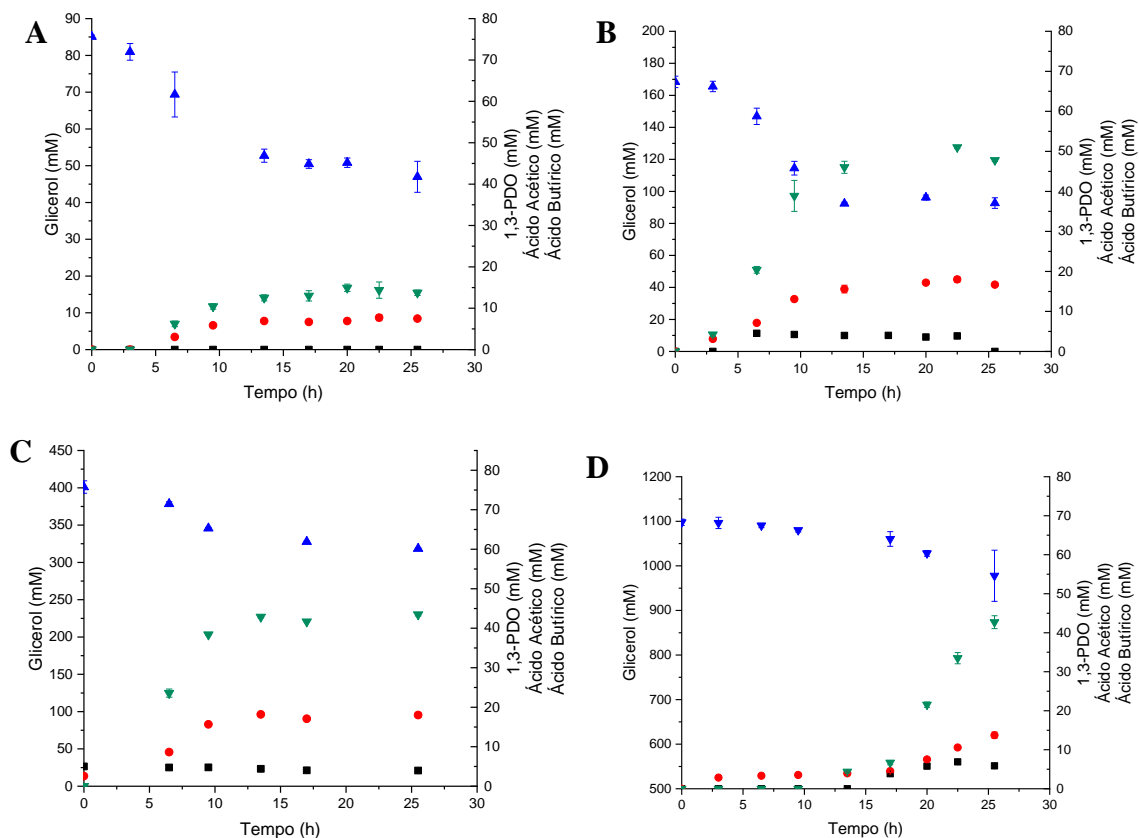 A
90
80
70
60
50
40
30
20
10
0
Glicerol (mM)
80
70
60
50
40
30
20
10
0
1,3-PDO (mM)
Ácido Acético (mM)
Ácido Butírico (mM)
0 5 10 15 20 25 30
Tempo (h)
B
200
180
160
140
120
100
80
60
40
20
0
Glicerol (mM)
80
70
60
50
40
30
20
10
0
1,3-PDO (mM)
Ácido Acético (mM)
Ácido Butírico (mM)
0 5 10 15 20 25 30
Tempo (h)
C
450
400
350
300
250
200
150
100
50
0
Glicerol (mM)
80
70
60
50
40
30
20
10
0
1,3-PDO (mM)
Ácido Acético (mM)
Ácido Butírico (mM)
0 5 10 15 20 25 30
Tempo (h)
D
1200
1100
1000
900
800
700
600
500
Glicerol (mM)
80
70
60
50
40
30
20
10
0
1,3-PDO (mM)
Ácido Acético (mM)
Ácido Butírico (mM)
0 5 10 15 20 25 30
Tempo (h)